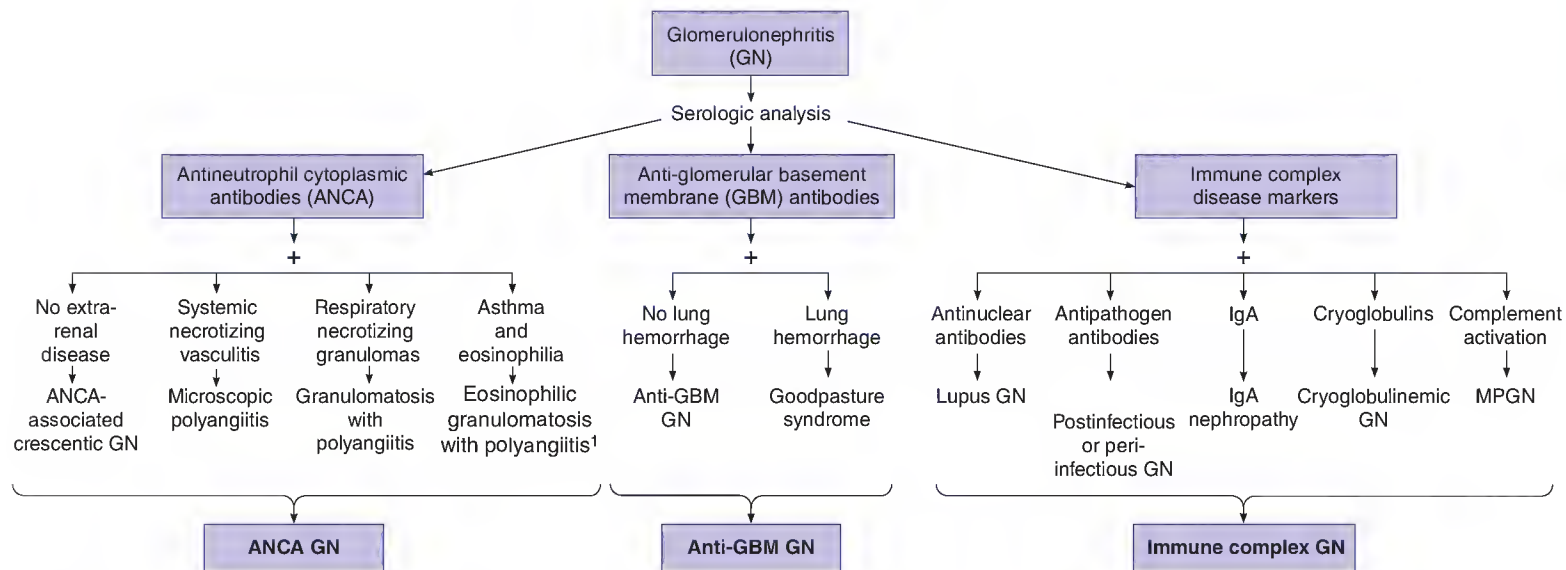 Glomerulonephritis
(GN)
Serologic analysis
Antineutrophil cytoplasmic
antibodies (ANCA)
Anti-glomerular basement
membrane (GBM) antibodies
Immune complex
disease markers
+
+
+
No extra-
renal
disease
Systemic
necrotizing
vasculitis
Respiratory
necrotizing
granulomas
Asthma
and
eosinophilia
No lung
hemorrhage
Lung
hemorrhage
Antinuclear
antibodies
Antipathogen
antibodies
IgA
Cryoglobulins
Complement
activation
ANCA-
associated
crescentic GN
Microscopic
polyangiitis
Granulomatosis
with
polyangiitis
Eosinophilic
granulomatosis
with polyangiitis¹
Anti-GBM
GN
Goodpasture
syndrome
Lupus GN
Postinfectious
or peri-
infectious GN
IgA
nephropathy
Cryoglobulinemic
GN
MPGN
ANCA GN
Anti-GBM GN
Immune complex GN